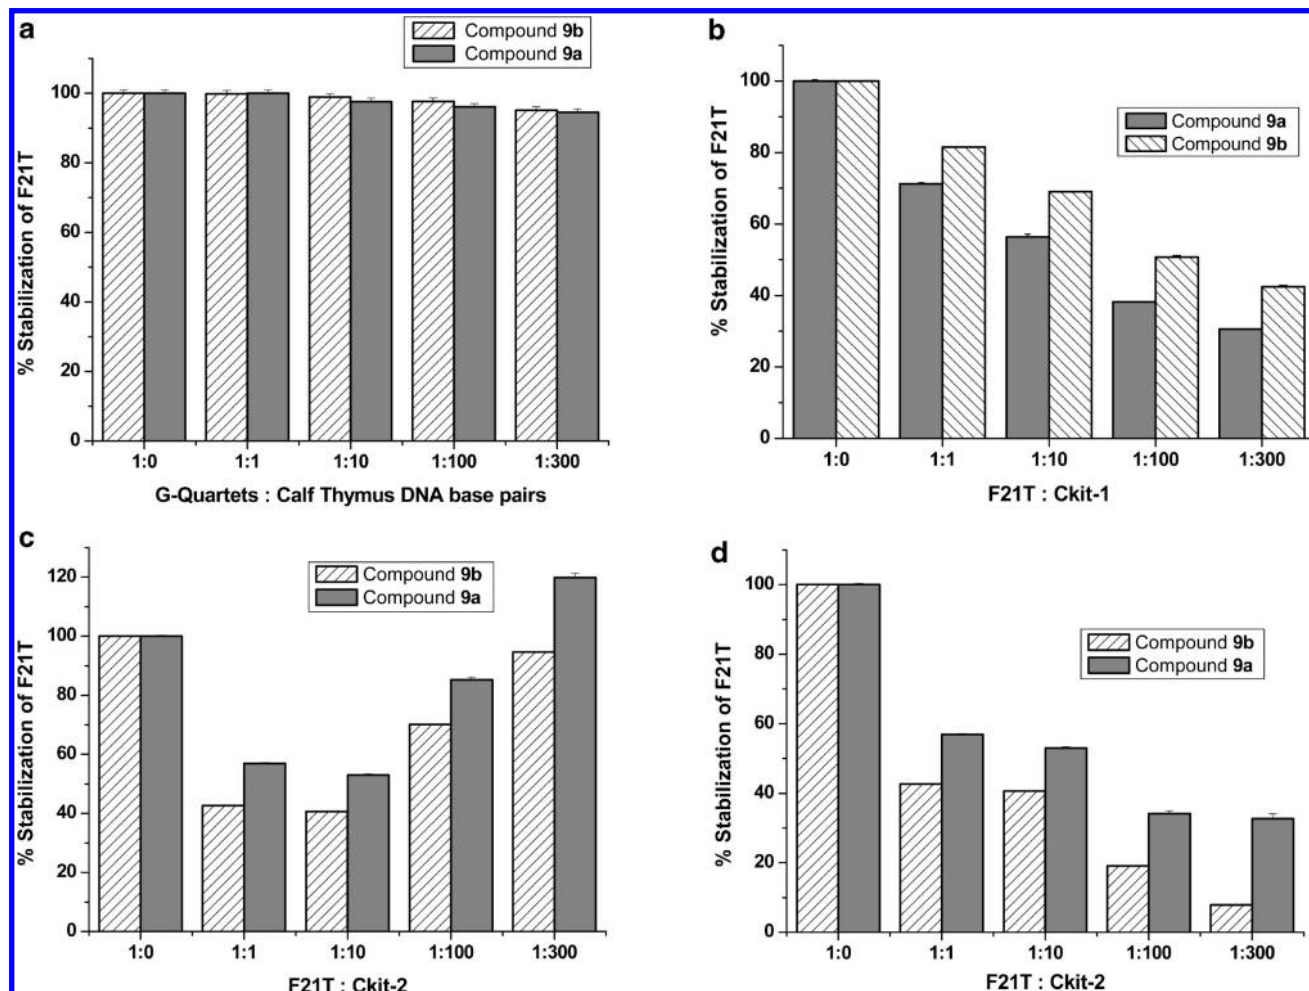 a
Compound 9b
Compound 9a
% Stabilization of F21T
100
80
60
40
20
0
1:0 1:1 1:10 1:100 1:300
G-Quartets : Calf Thymus DNA base pairs
b
Compound 9a
Compound 9b
% Stabilization of F21T
100
80
60
40
20
0
1:0 1:1 1:10 1:100 1:300
F21T : Ckit-1
c
Compound 9b
Compound 9a
% Stabilization of F21T
120
100
80
60
40
20
0
1:0 1:1 1:10 1:100 1:300
F21T : Ckit-2
d
Compound 9b
Compound 9a
% Stabilization of F21T
100
80
60
40
20
0
1:0 1:1 1:10 1:100 1:300
F21T : Ckit-2